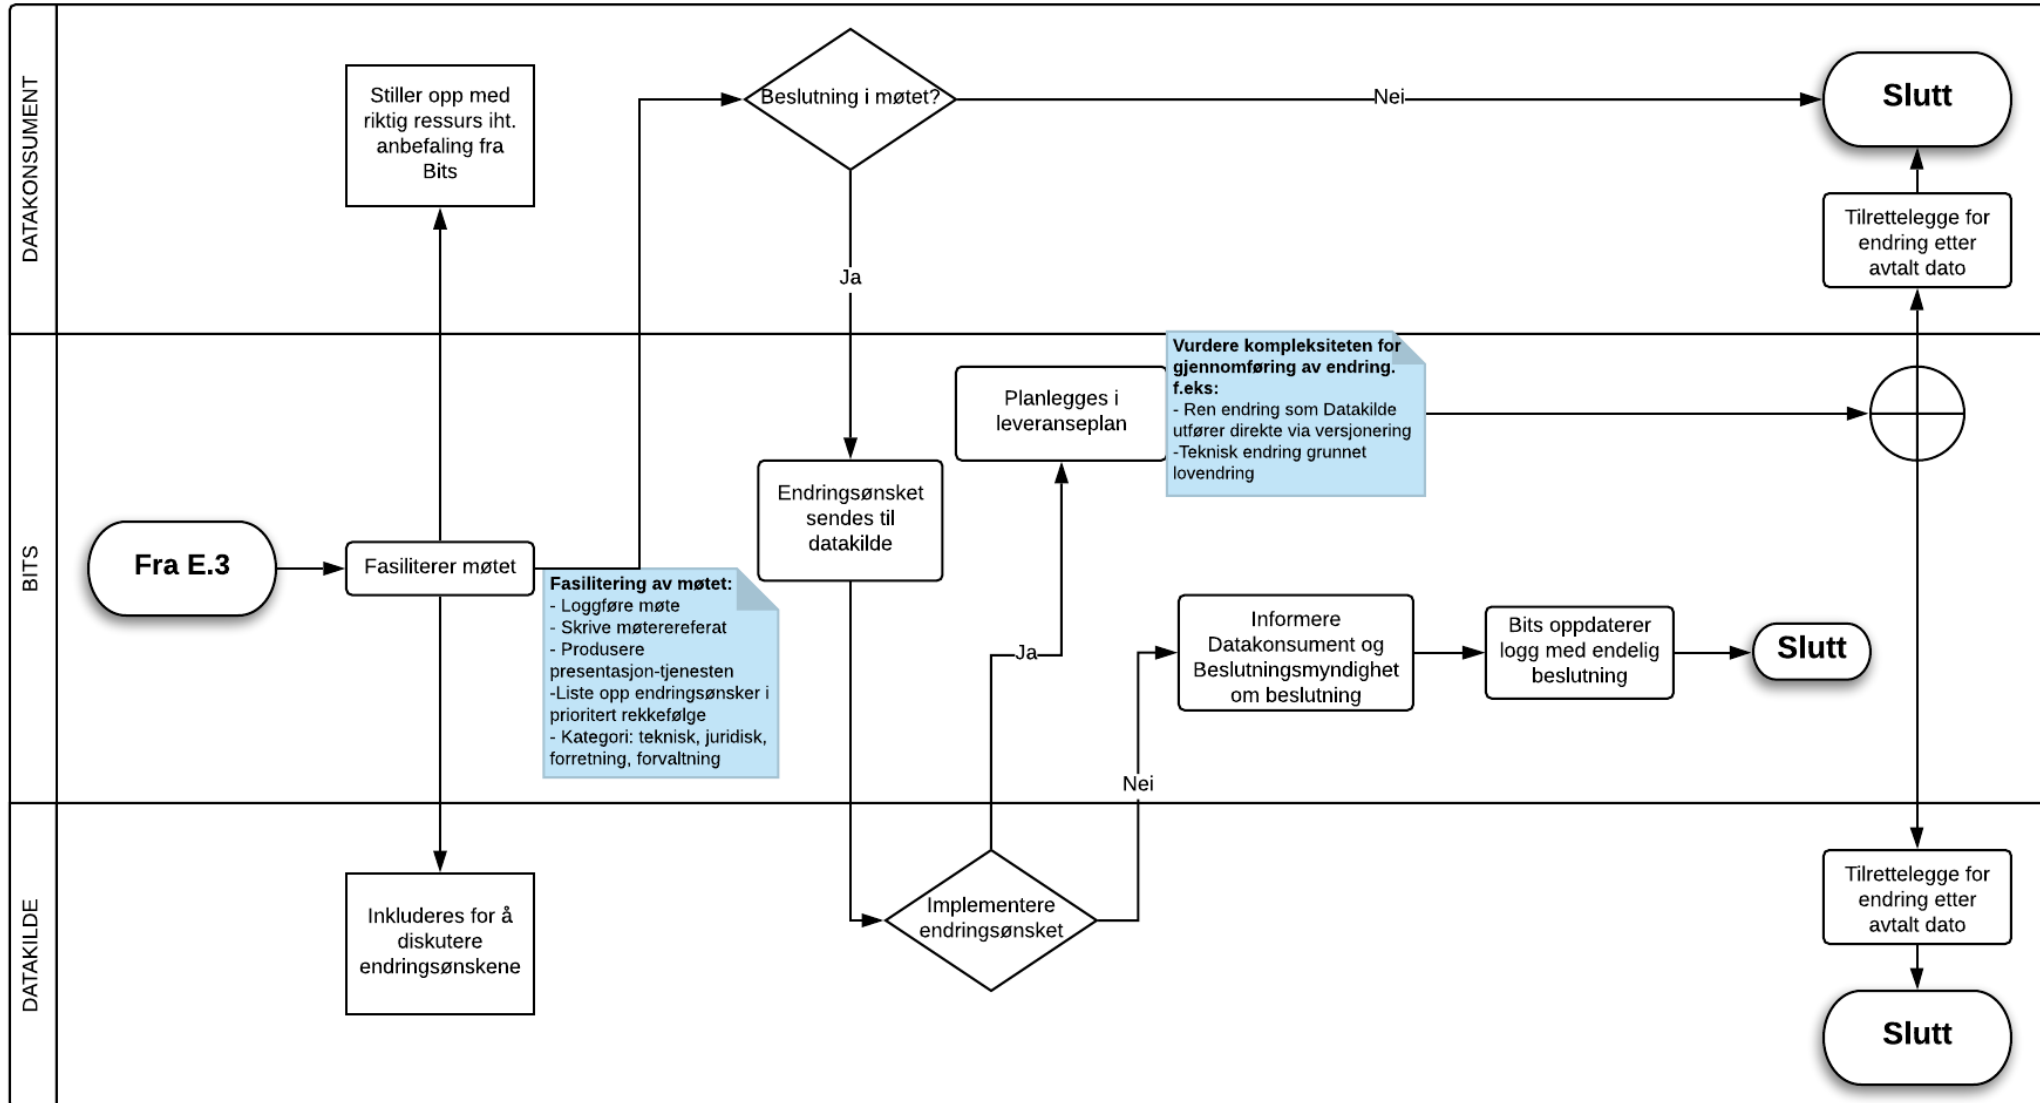 DATAKONSUMENT
Stiller opp med
riktig ressurs iht.
anbefaling fra
Bits
Beslutning i møtet?
Nei
Slutt
Ja
Tilrettelegge for
endring etter
avtalt dato
BITS
Fra E.3
Fasiliterer møtet
Fasilitering av møtet:
- Loggføre møte
- Skrive møterereferat
- Produsere
presentasjon-tjenesten
-Liste opp endringsønsker i
prioritert rekkefølge
- Kategori: teknisk, juridisk,
forretning, forvaltning
Endringsønsket
sendes til
datakilde
Planlegges i
leveranseplan
Vurdere kompleksiteten for
gjennomføring av endring.
f.eks:
- Ren endring som Datakilde
utfører direkte via versjonering
-Teknisk endring grunnet
lovendring
Ja
Nei
Informere
Datakonsument og
Beslutningsmyndighet
om beslutning
Bits oppdaterer
logg med endelig
beslutning
Slutt
DATAKILDE
Inkluderes for å
diskutere
endringsønskene
Implementere
endringsønsket
Tilrettelegge for
endring etter
avtalt dato
Slutt